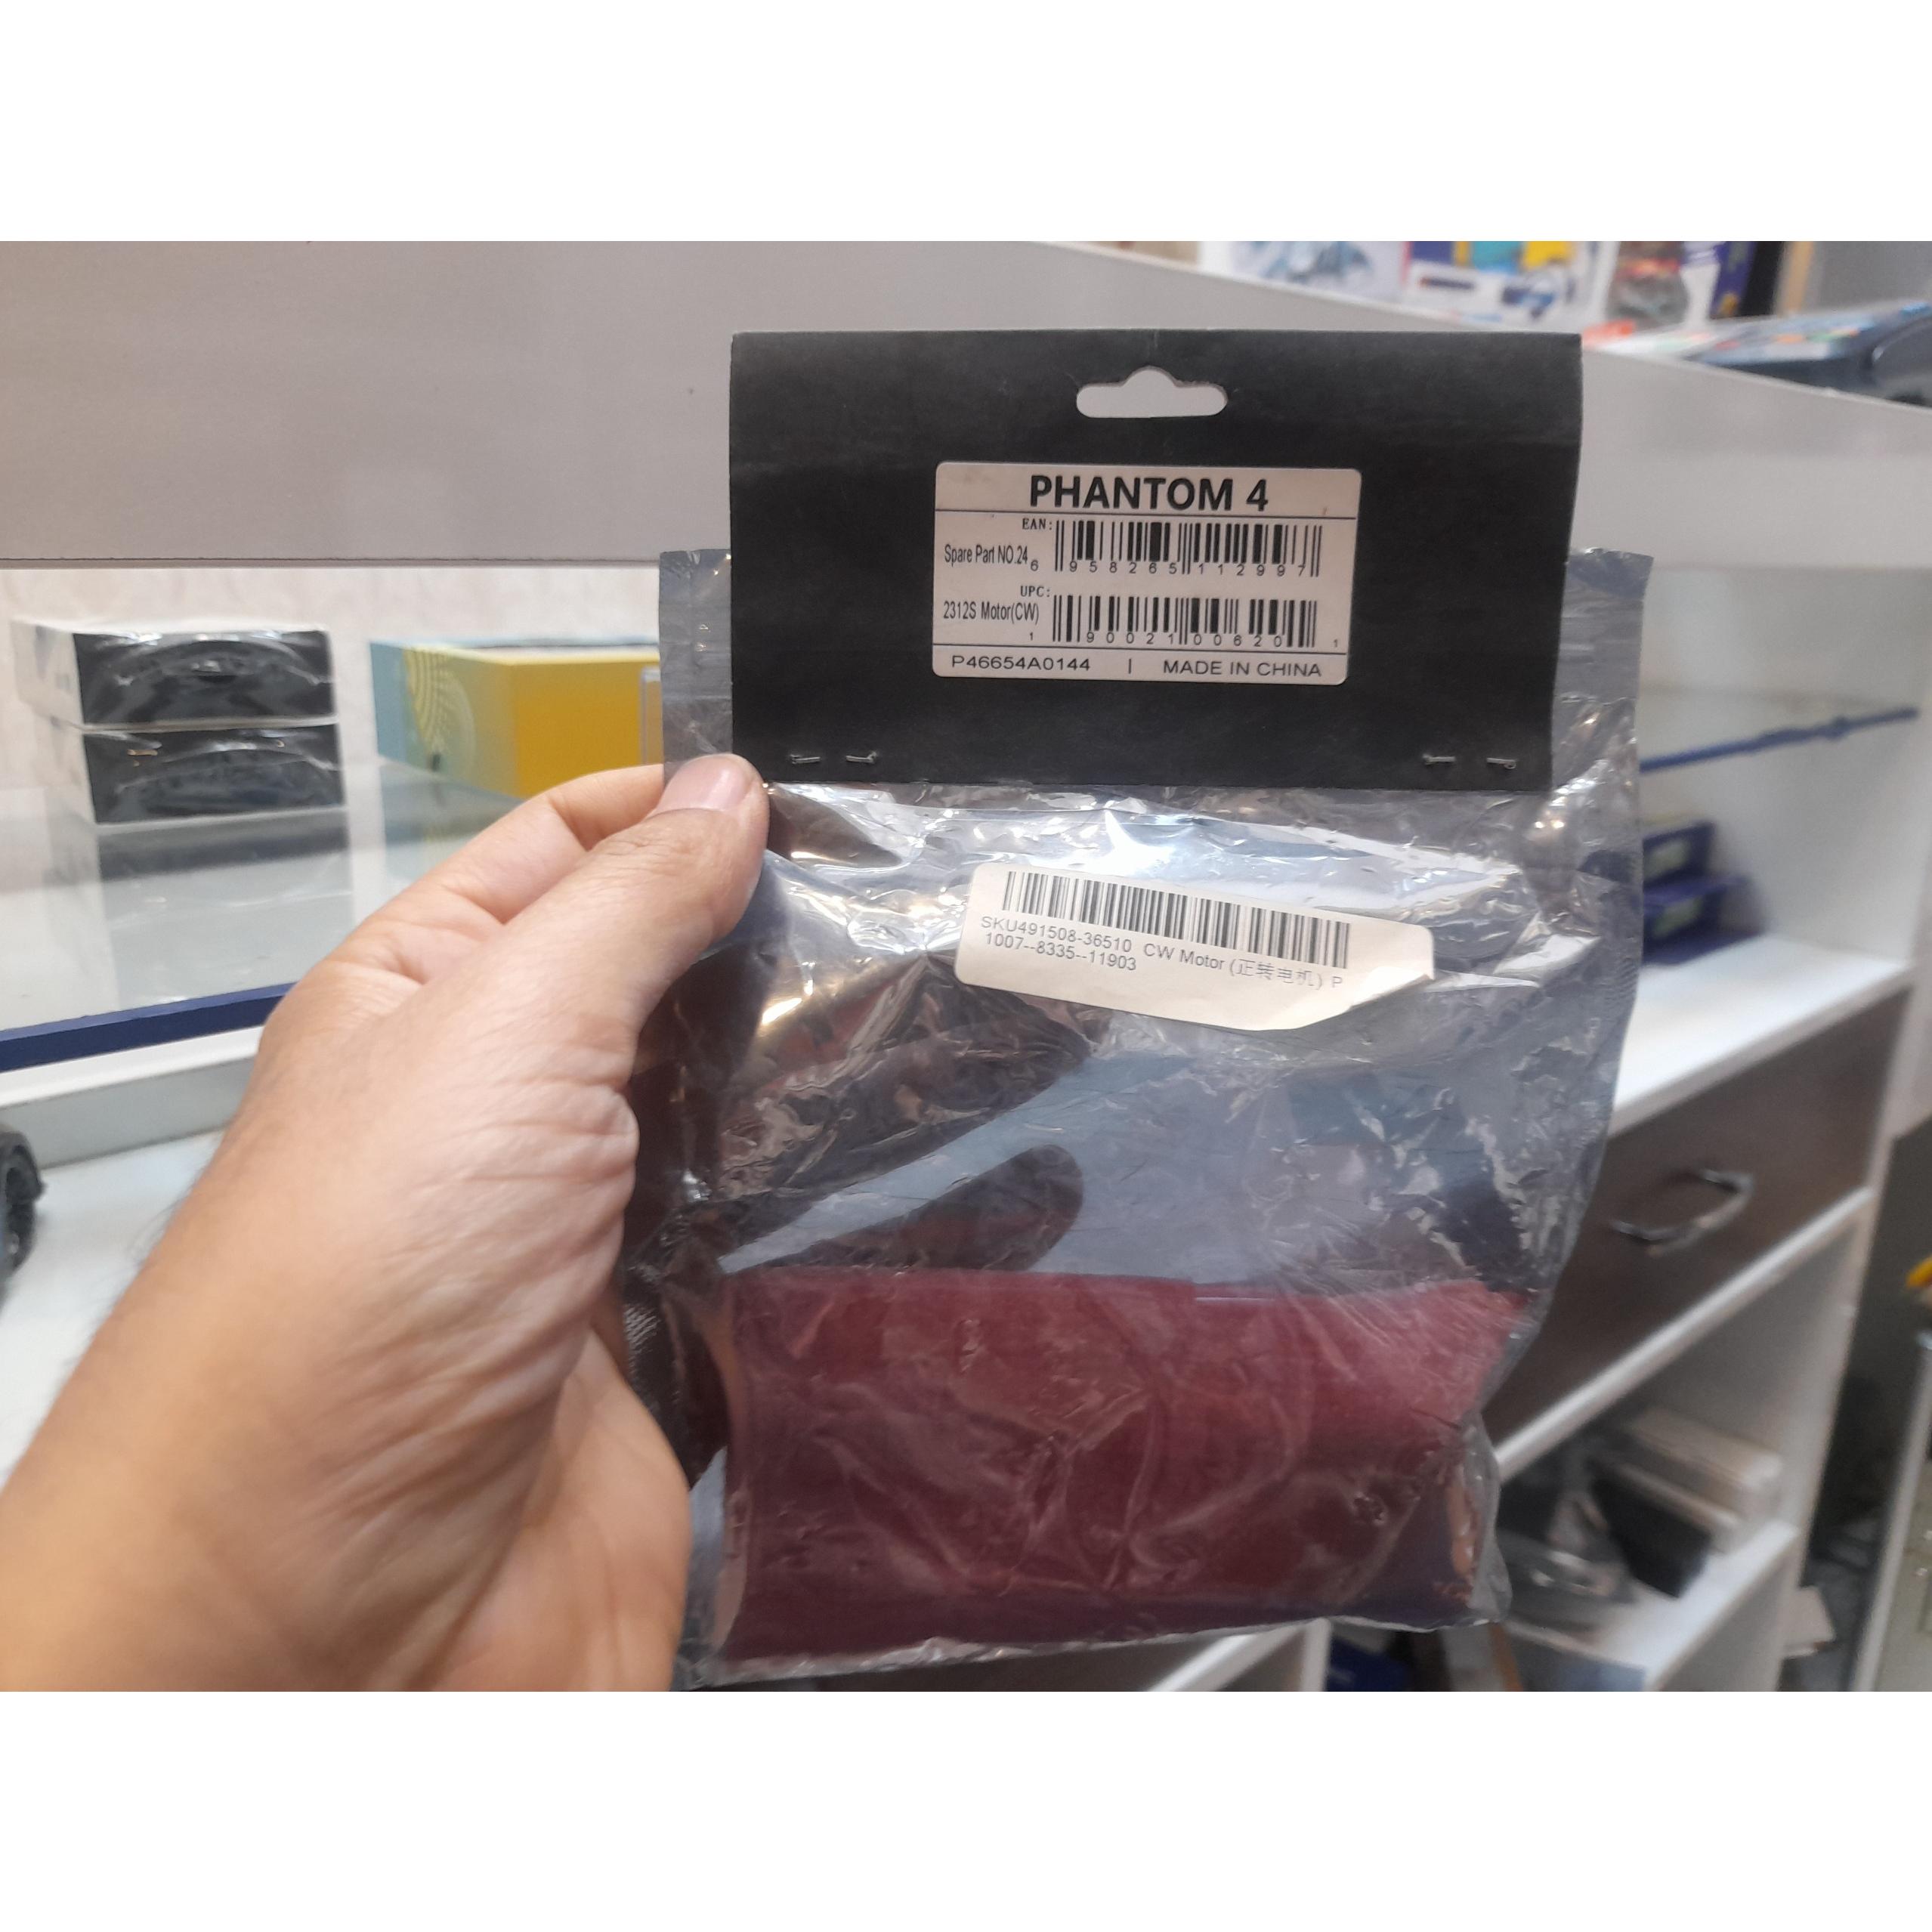 PHANTOM 4
EAN:
Spare Part NO.24
6 958265 112997
UPC:
2312S Motor(CW)
1 90021 00620 1
P46654A0144 | MADE IN CHINA
SKU491508-36510 CW Motor (正转电机) P
1007--8335--11903